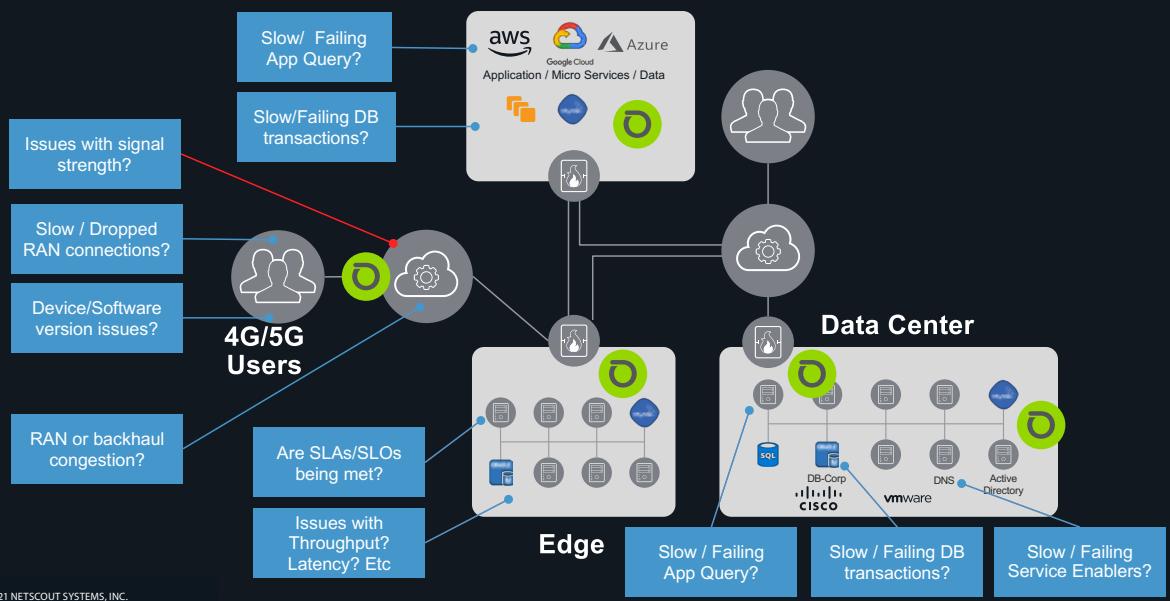 Slow/ Failing
App Query?
aws
Google Cloud
Azure
Application / Micro Services / Data
Slow/Failing DB
transactions?
Issues with signal
strength?
Slow / Dropped
RAN connections?
Device/Software
version issues?
4G/5G
Users
Data Center
RAN or backhaul
congestion?
Are SLAs/SLOs
being met?
Issues with
Throughput?
Latency? Etc
Edge
SQL
DB-Corp
CISCO
vmware
DNS
Active
Directory
Slow / Failing
App Query?
Slow / Failing DB
transactions?
Slow / Failing
Service Enablers?
21 NETSCOUT SYSTEMS, INC.